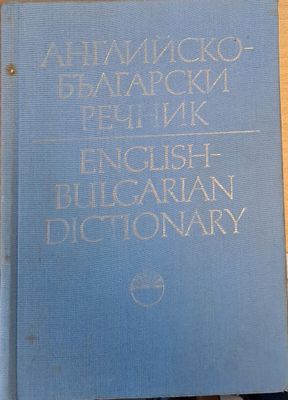 АНГЛИЙСКО-
БЪЛГАРСКИ
РЕЧНИК
ENGLISH-
BULGARIAN
DICTIONARY